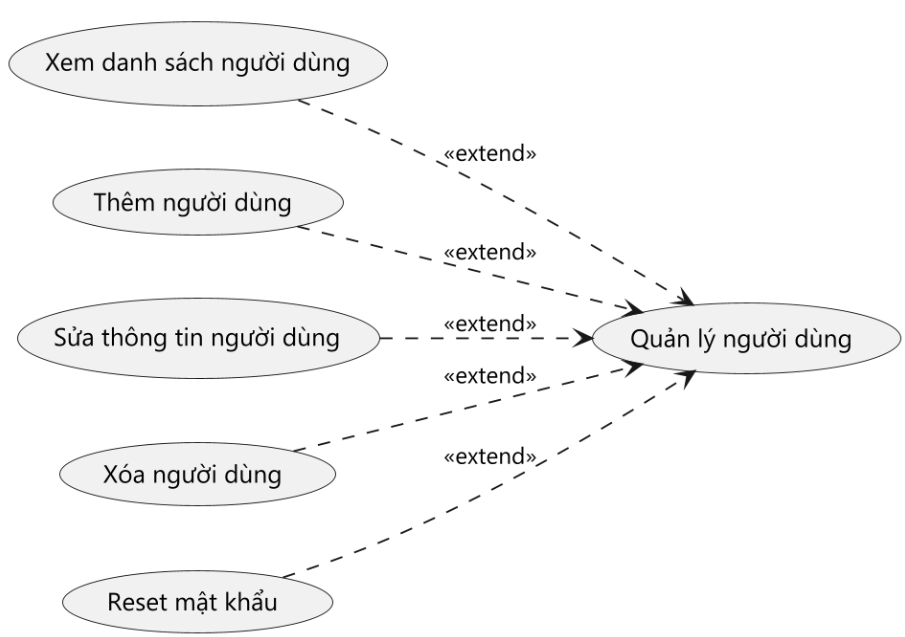 Xem danh sách người dùng
«extend»
Thêm người dùng
«extend»
Sửa thông tin người dùng
«extend»
Quản lý người dùng
«extend»
Xóa người dùng
«extend»
Reset mật khẩu